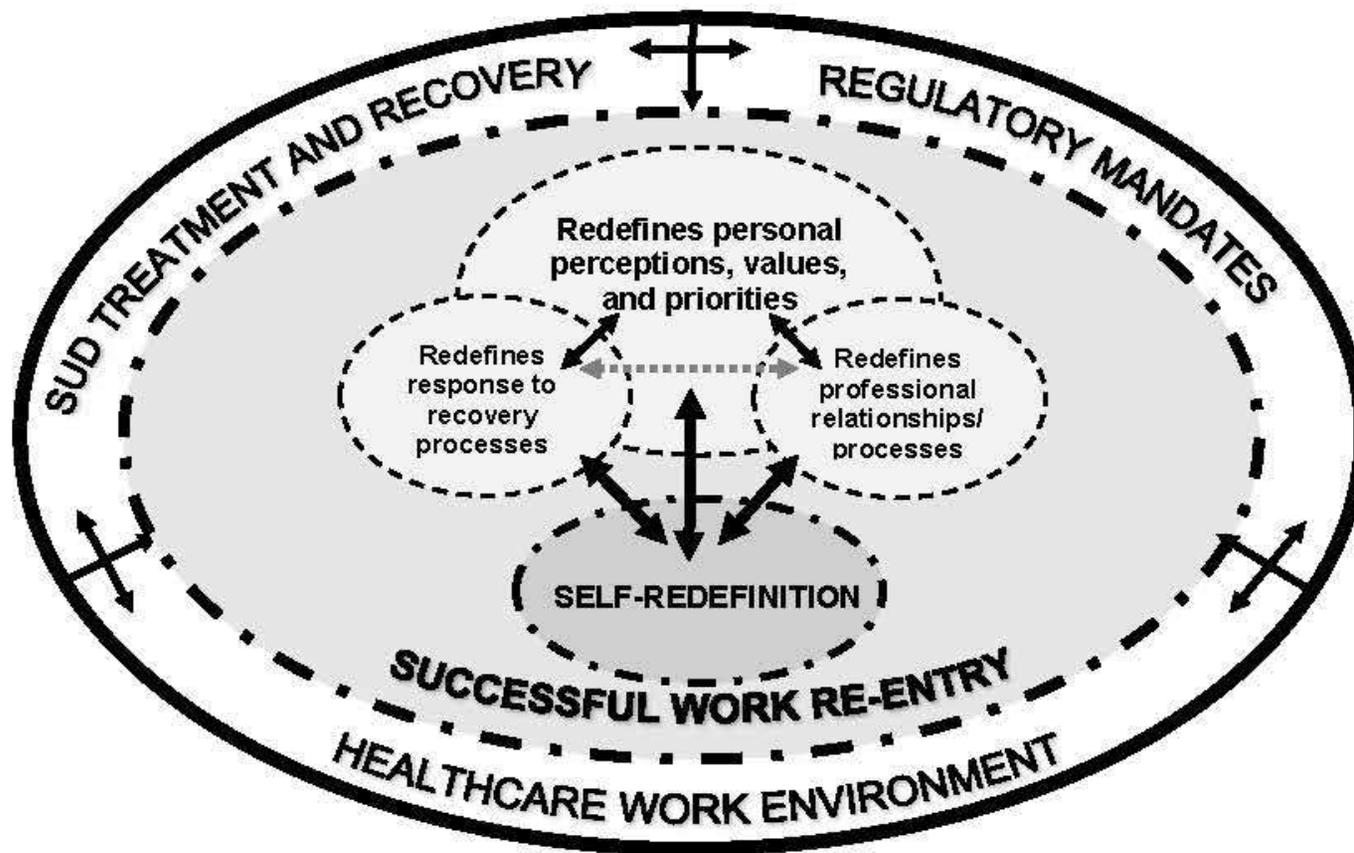 SUD TREATMENT AND RECOVERY
REGULATORY MANDATES
Redefines personal
perceptions, values,
and priorities
Redefines
response to
recovery
processes
Redefines
professional
relationships/
processes
SELF-REDEFINITION
SUCCESSFUL WORK RE-ENTRY
HEALTHCARE WORK ENVIRONMENT